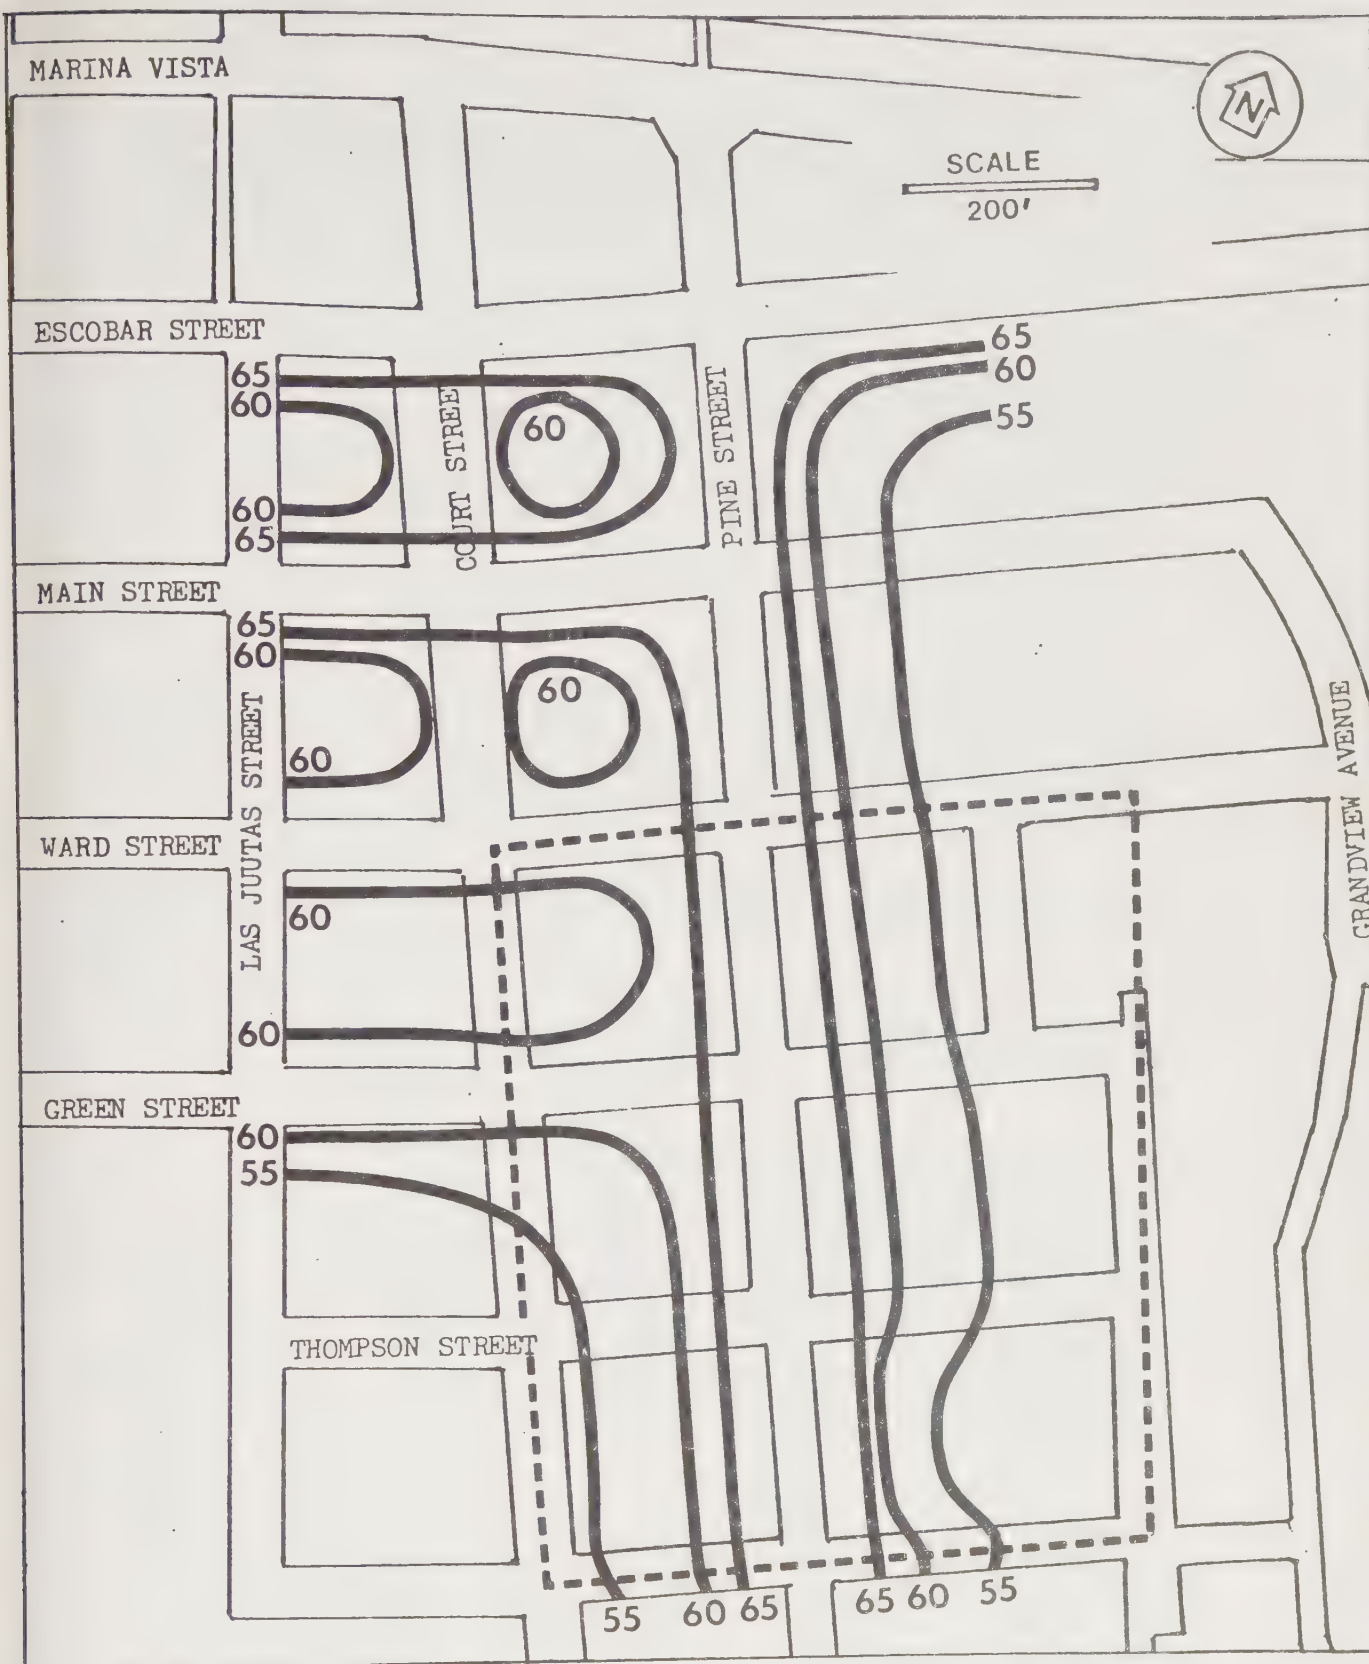 MARINA VISTA
N
SCALE
200'
ESCOBAR STREET
65
60
60
65
COURT STREET
60
PINE STREET
65
60
55
MAIN STREET
65
60
60
60
LAS JUUTAS STREET
GRANDVIEW AVENUE
WARD STREET
60
60
GREEN STREET
60
55
THOMPSON STREET
55
60
65
65
60
55